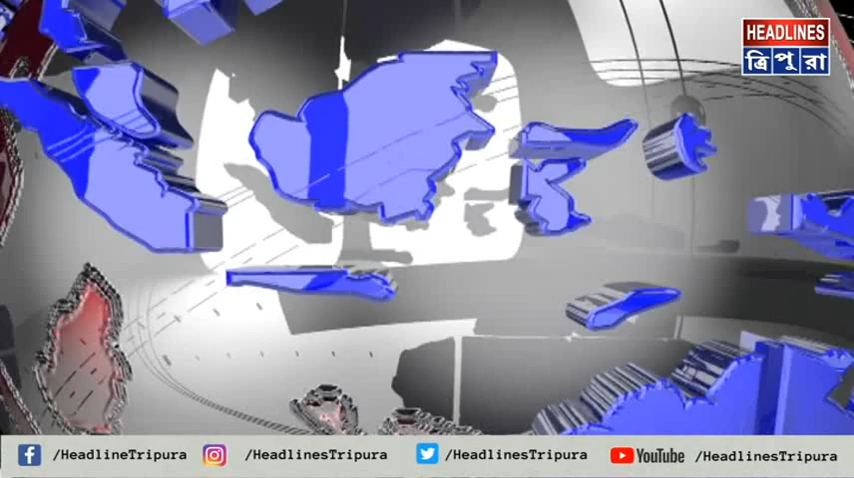 HEADLINES
ত্রিপুরা
/HeadlineTripura
/HeadlinesTripura
/HeadlinesTripura
YouTube
/HeadlinesTripura